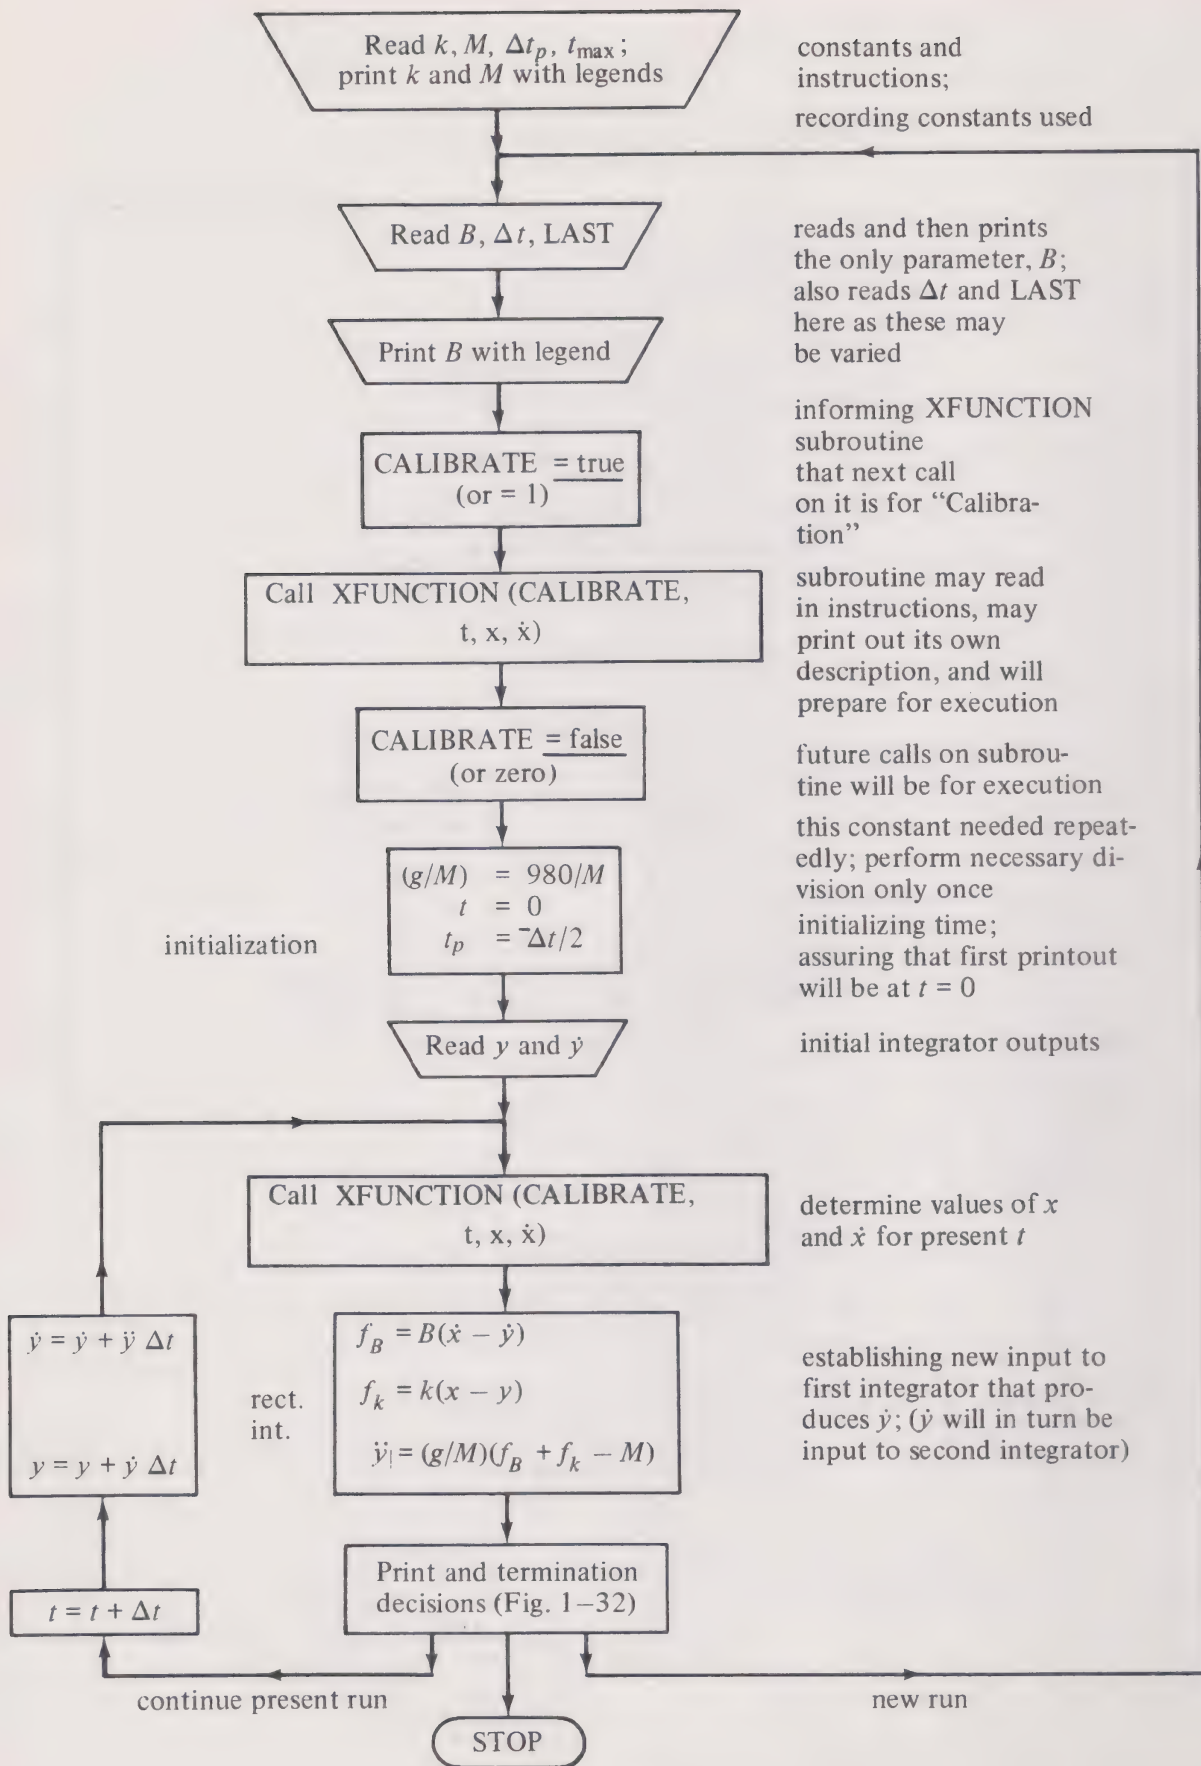 Read k, M, Δtp, tmax;
print k and M with legends
constants and
instructions;
recording constants used
Read B, Δt, LAST
reads and then prints
the only parameter, B;
also reads Δt and LAST
here as these may
be varied
Print B with legend
CALIBRATE = true
(or = 1)
informing XFUNCTION
subroutine
that next call
on it is for “Calibra-
tion”
Call XFUNCTION (CALIBRATE,
t, x, ẋ)
subroutine may read
in instructions, may
print out its own
description, and will
prepare for execution
CALIBRATE = false
(or zero)
future calls on subrou-
tine will be for execution
(g/M) = 980/M
t = 0
tp = ⁻Δt/2
this constant needed repeat-
edly; perform necessary di-
vision only once
initializing time;
assuring that first printout
will be at t = 0
initialization
Read y and ẏ
initial integrator outputs
Call XFUNCTION (CALIBRATE,
t, x, ẋ)
determine values of x
and ẋ for present t
ẏ = ẏ + ÿ Δt
y = y + ẏ Δt
rect.
int.
fB = B(ẋ − ẏ)
fk = k(x − y)
ÿ = (g/M)(fB + fk − M)
establishing new input to
first integrator that pro-
duces ẏ; (ẏ will in turn be
input to second integrator)
Print and termination
decisions (Fig. 1–32)
t = t + Δt
continue present run
new run
STOP